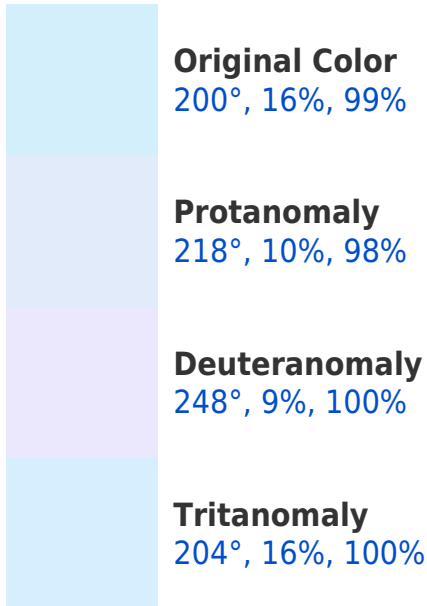 Original Color
200°, 16%, 99%
Protanomaly
218°, 10%, 98%
Deuteranomaly
248°, 9%, 100%
Tritanomaly
204°, 16%, 100%